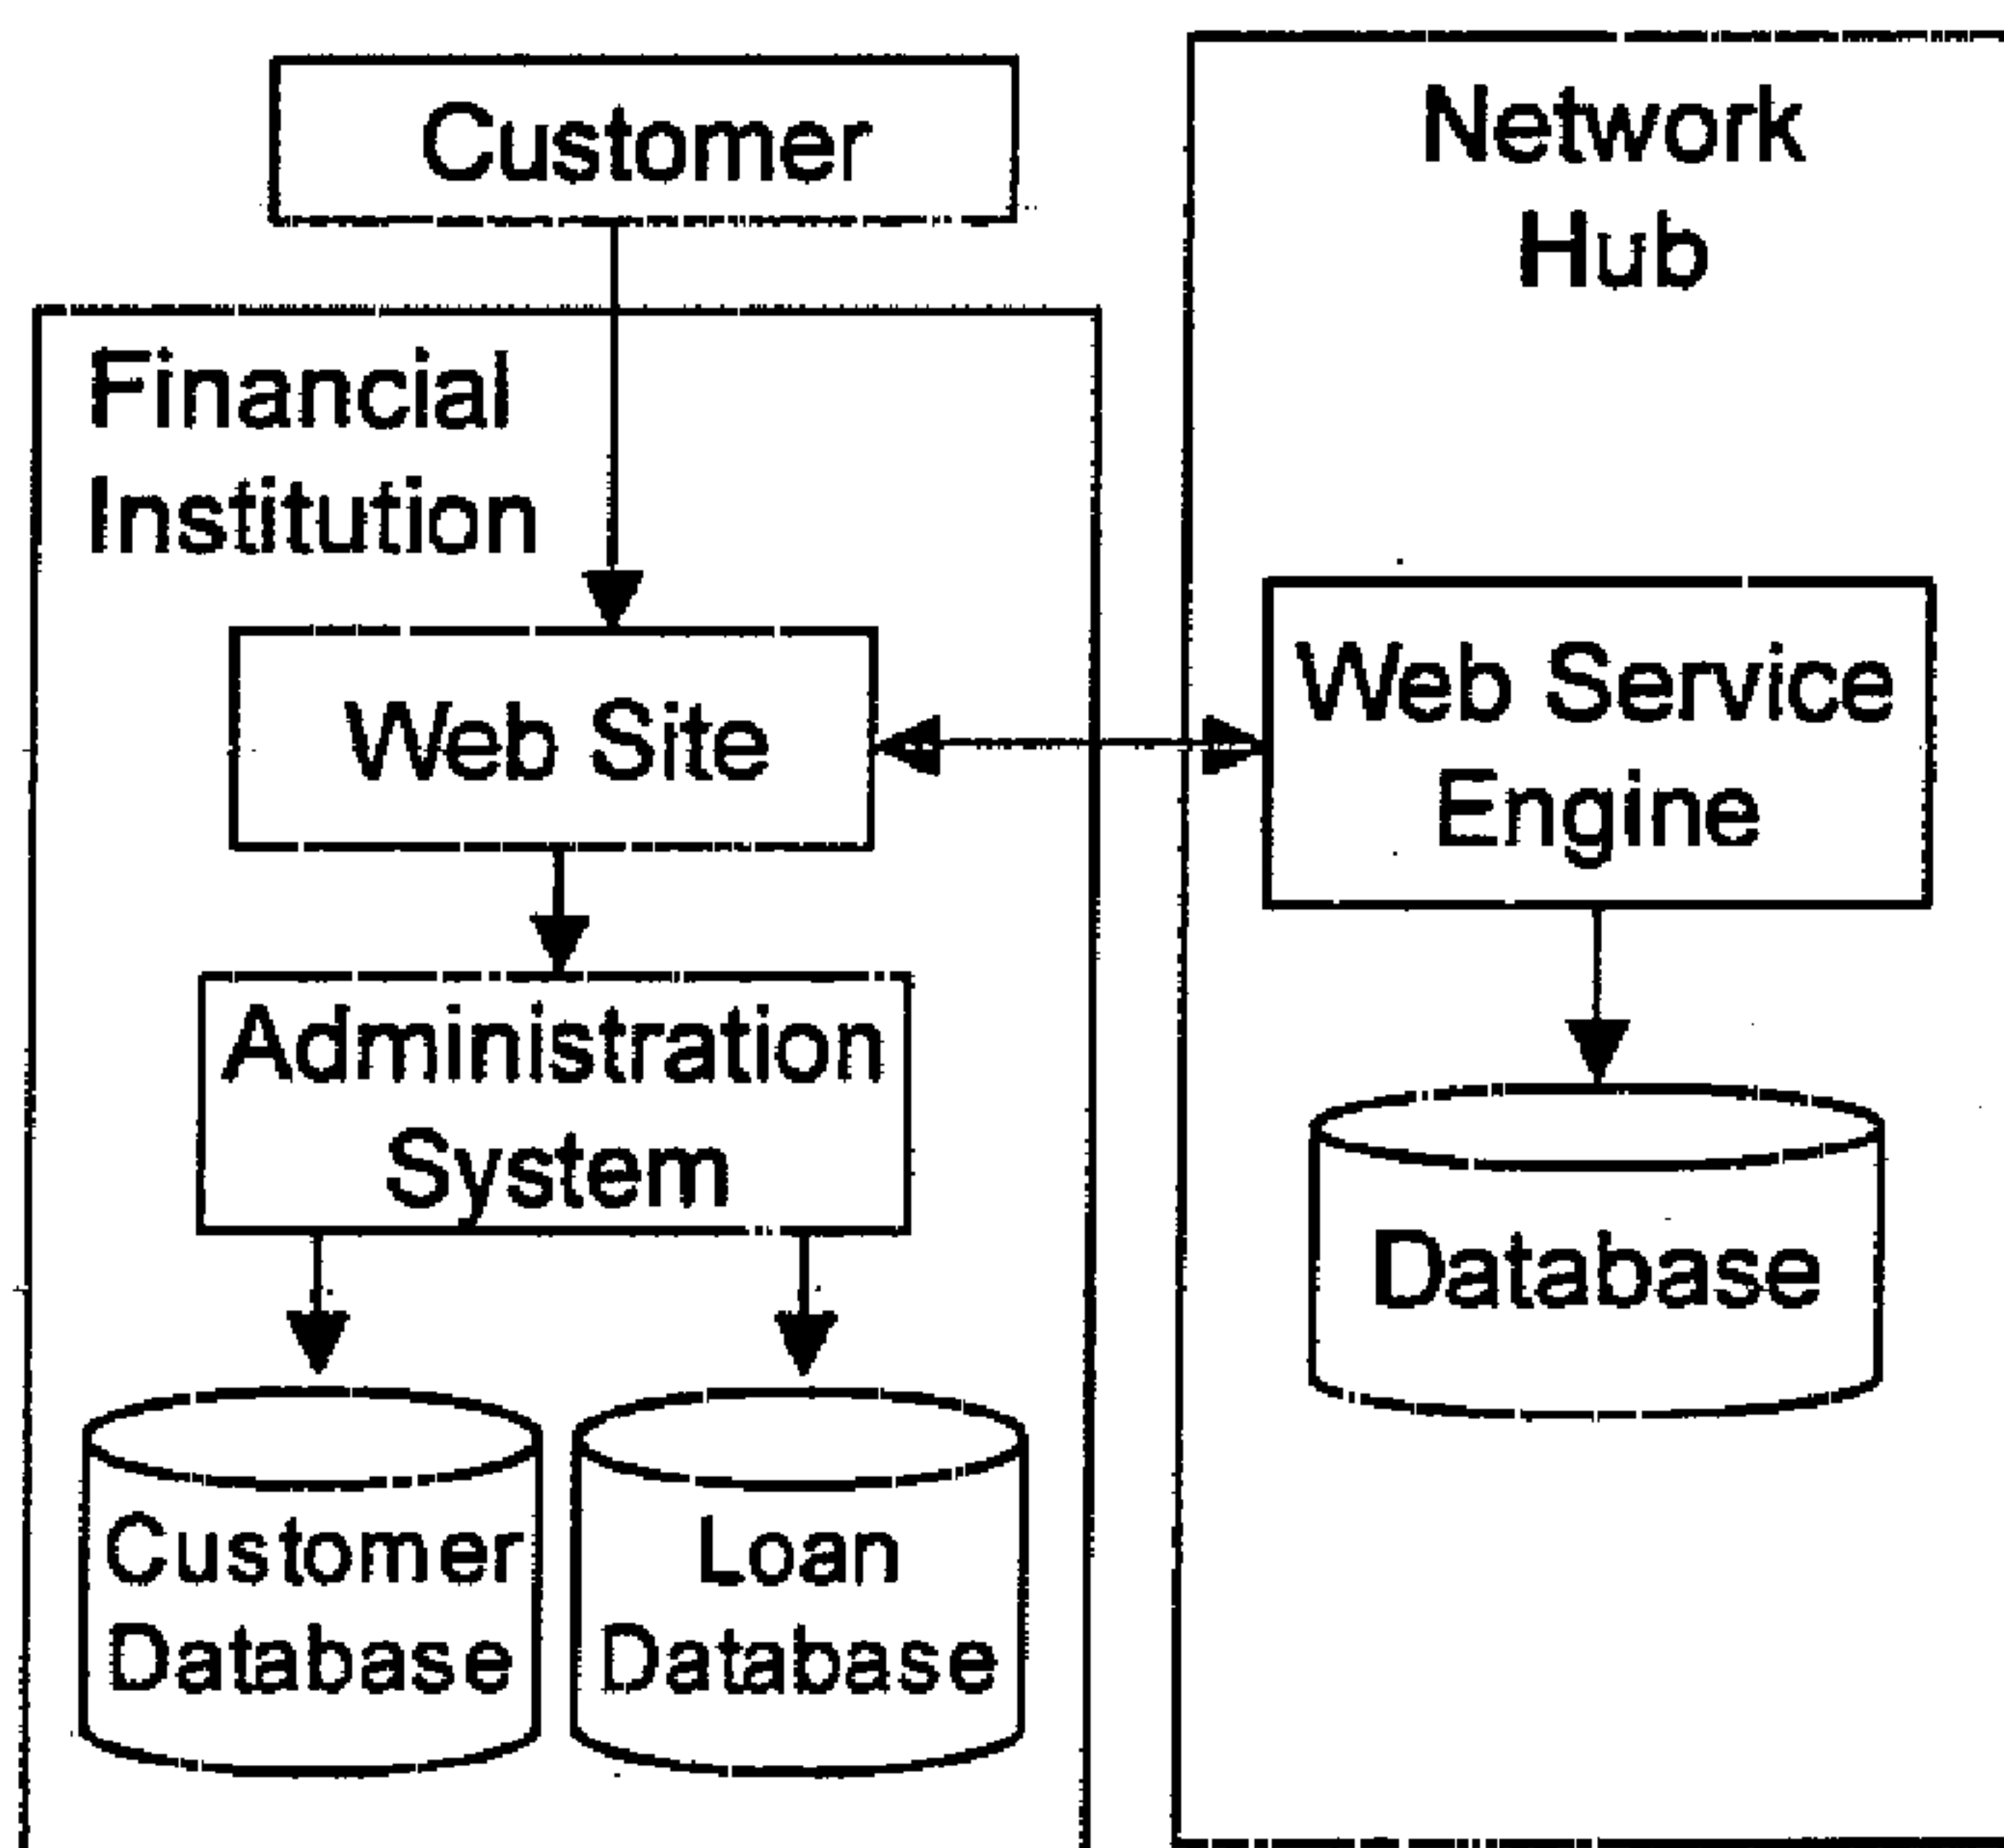 Customer
Financial
Institution
Web Site
Administration
System
Customer
Database
Loan
Database
Network
Hub
Web Service
Engine
Database